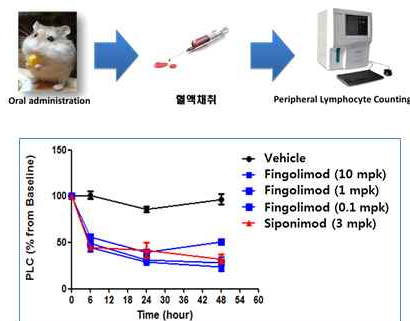 Oral administration
혈액채취
Peripheral Lymphocyte Counting
PLC (% from Baseline)
150
100
50
0
0 6 12 18 24 30 36 42 48 54 60
Time (hour)
Vehicle
Fingolimod (10 mpk)
Fingolimod (1 mpk)
Fingolimod (0.1 mpk)
Siponimod (3 mpk)